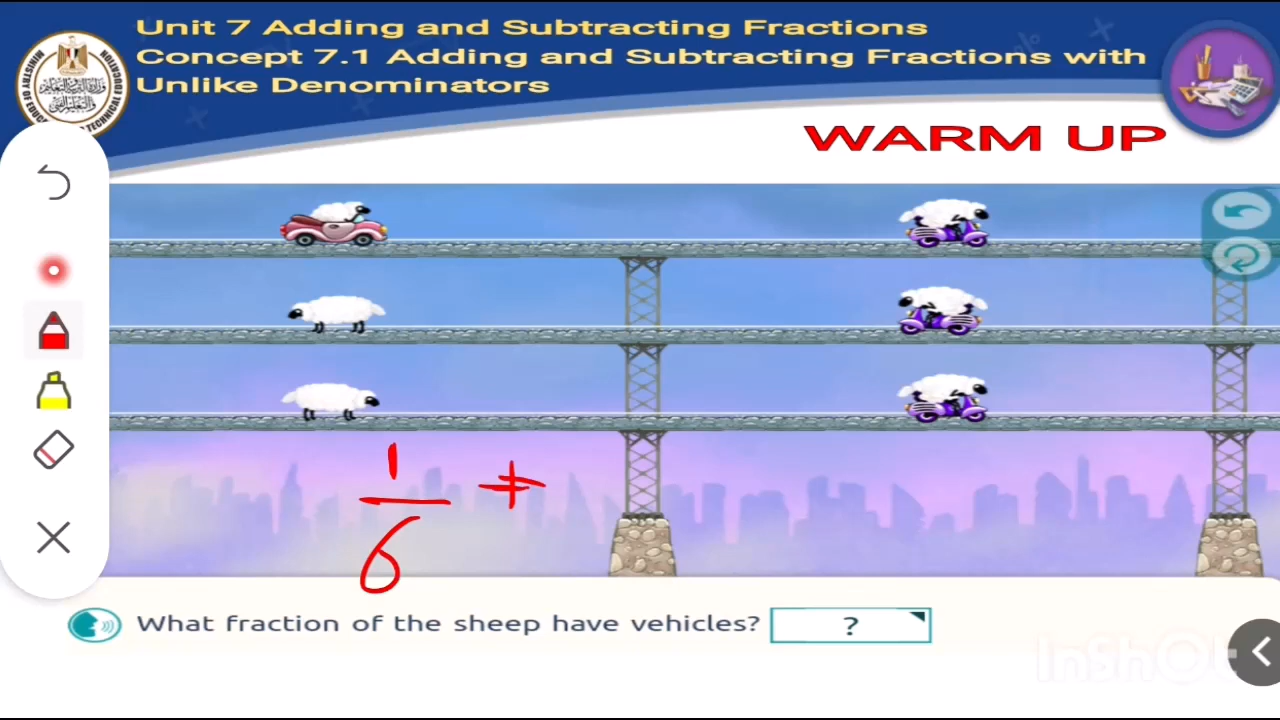 Unit 7 Adding and Subtracting Fractions
Concept 7.1 Adding and Subtracting Fractions with
Unlike Denominators
WARM UP
1/6 +
What fraction of the sheep have vehicles? ?